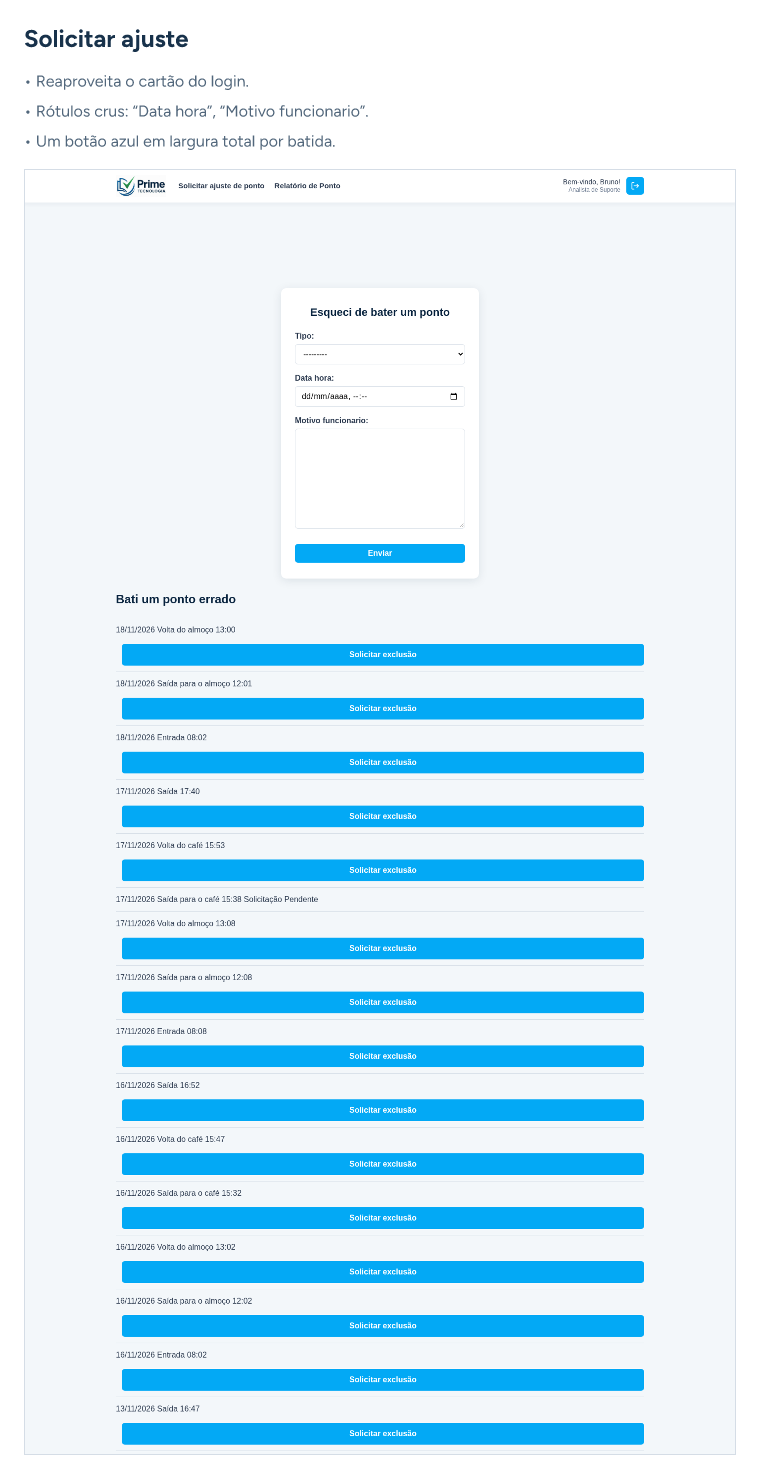 Solicitar ajuste
• Reaproveita o cartão do login.
• Rótulos crus: “Data hora”, “Motivo funcionario”.
• Um botão azul em largura total por batida.
Prime
TECNOLOGIA
Solicitar ajuste de ponto
Relatório de Ponto
Bem-vindo, Bruno!
Analista de Suporte
Esqueci de bater um ponto
Tipo:
---------
Data hora:
dd/mm/aaaa, --:--
Motivo funcionario:
Enviar
Bati um ponto errado
18/11/2026 Volta do almoço 13:00
Solicitar exclusão
18/11/2026 Saída para o almoço 12:01
Solicitar exclusão
18/11/2026 Entrada 08:02
Solicitar exclusão
17/11/2026 Saída 17:40
Solicitar exclusão
17/11/2026 Volta do café 15:53
Solicitar exclusão
17/11/2026 Saída para o café 15:38 Solicitação Pendente
17/11/2026 Volta do almoço 13:08
Solicitar exclusão
17/11/2026 Saída para o almoço 12:08
Solicitar exclusão
17/11/2026 Entrada 08:08
Solicitar exclusão
16/11/2026 Saída 16:52
Solicitar exclusão
16/11/2026 Volta do café 15:47
Solicitar exclusão
16/11/2026 Saída para o café 15:32
Solicitar exclusão
16/11/2026 Volta do almoço 13:02
Solicitar exclusão
16/11/2026 Saída para o almoço 12:02
Solicitar exclusão
16/11/2026 Entrada 08:02
Solicitar exclusão
13/11/2026 Saída 16:47
Solicitar exclusão